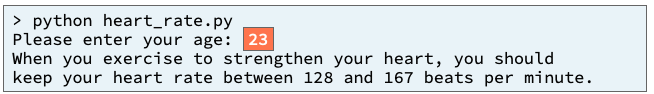 > python heart_rate.py
Please enter your age: 23
When you exercise to strengthen your heart, you should
keep your heart rate between 128 and 167 beats per minute.